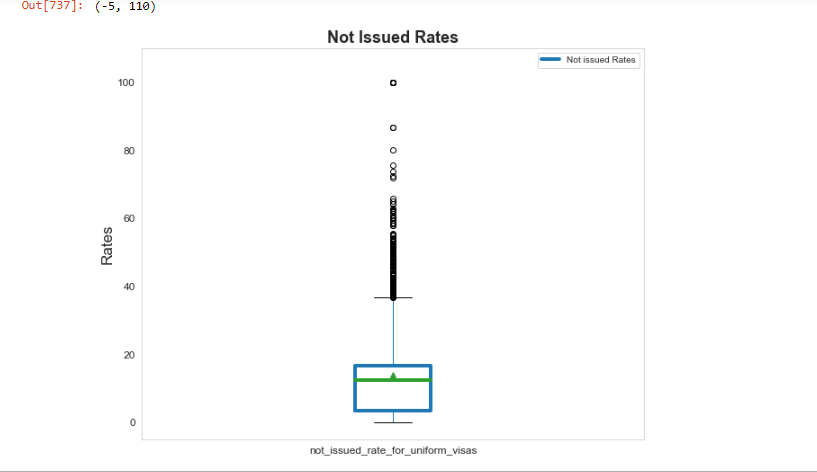 Out[737]: (-5, 110)
Not Issued Rates
Not issued Rates
100
80
60
40
20
0
Rates
not_issued_rate_for_uniform_visas